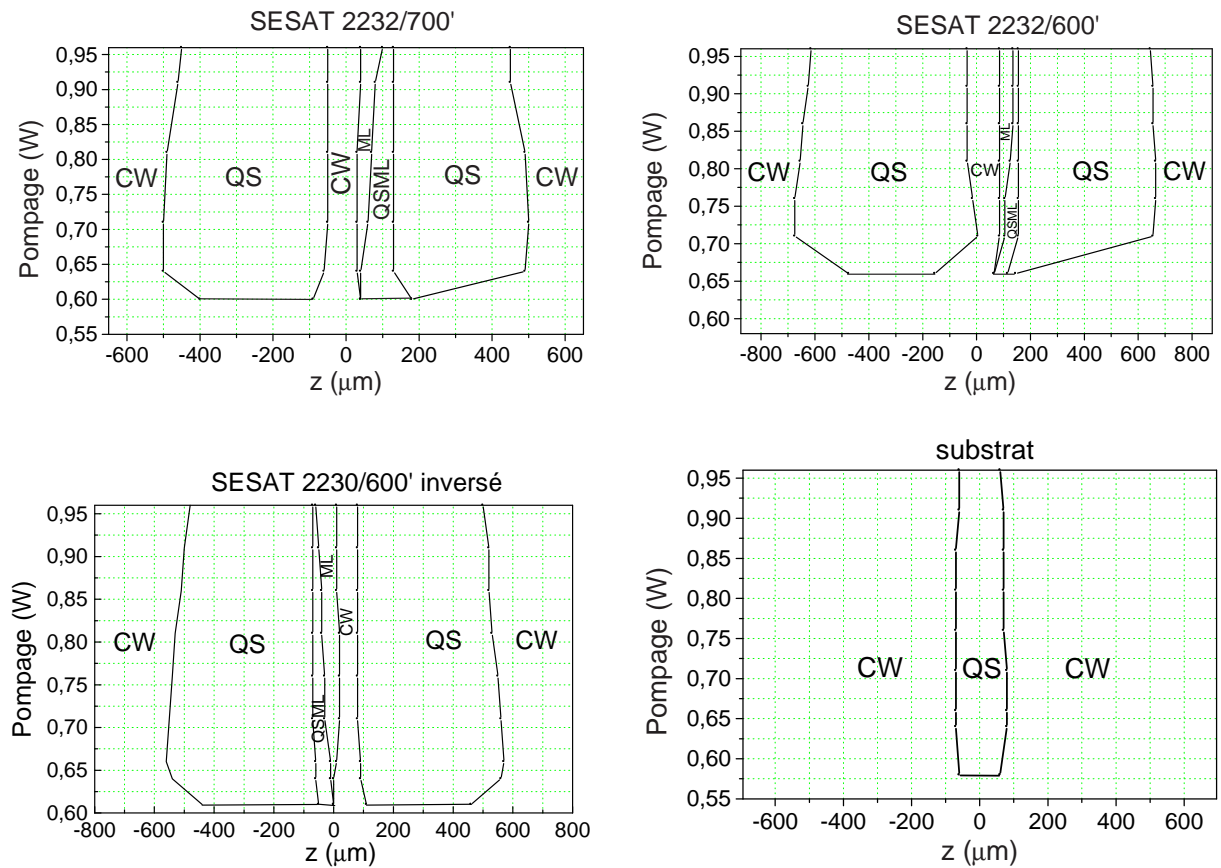 SESAT 2232/700'
Pompage (W)
0,95
0,90
0,85
0,80
0,75
0,70
0,65
0,60
0,55
CW QS CW ML QSML QS CW
-600 -400 -200 0 200 400 600
z (μm)
SESAT 2232/600'
Pompage (W)
0,95
0,90
0,85
0,80
0,75
0,70
0,65
0,60
CW QS CW ML QSML QS CW
-800 -600 -400 -200 0 200 400 600 800
z (μm)
SESAT 2230/600' inversé
Pompage (W)
0,95
0,90
0,85
0,80
0,75
0,70
0,65
0,60
CW QS QSML ML CW QS CW
-800 -600 -400 -200 0 200 400 600 800
z (μm)
substrat
Pompage (W)
0,95
0,90
0,85
0,80
0,75
0,70
0,65
0,60
0,55
CW QS CW
-600 -400 -200 0 200 400 600
z (μm)